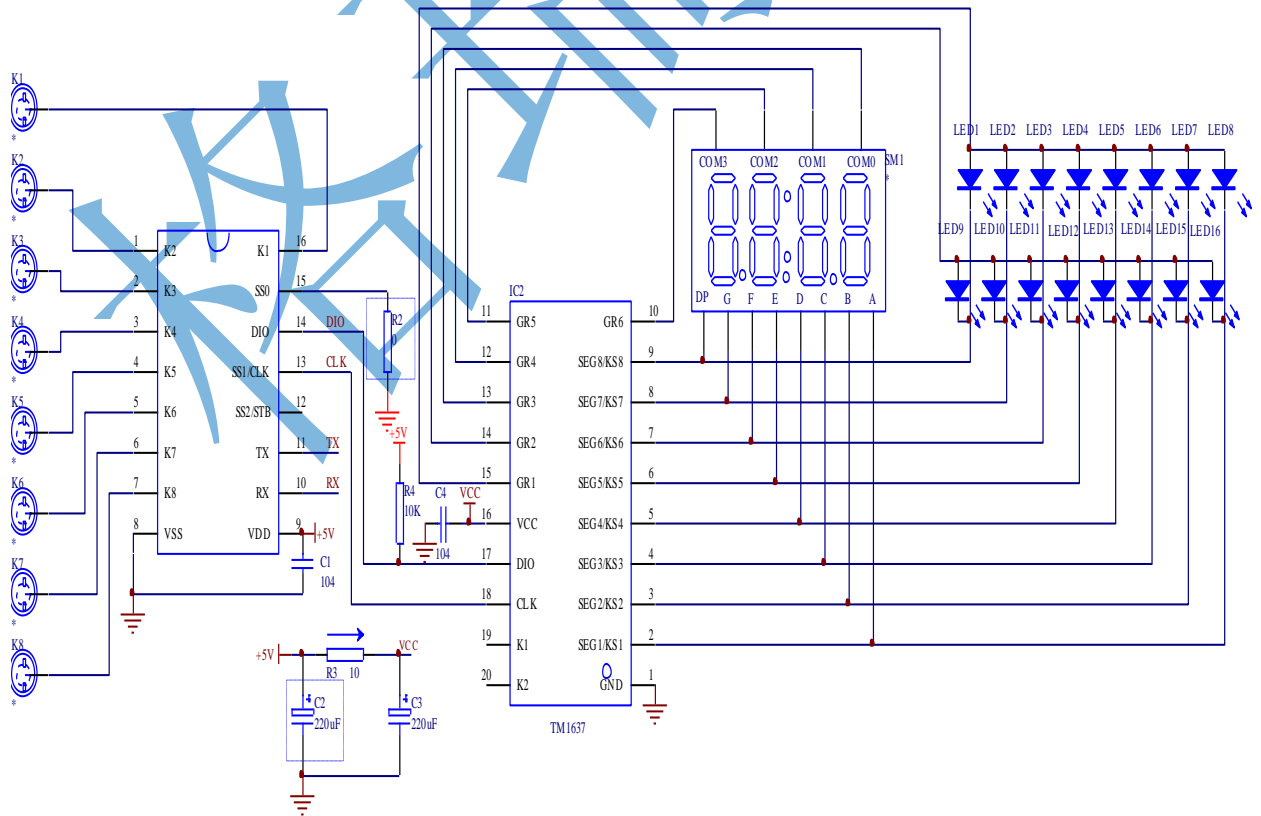 K1
*
K2
*
K3
*
K4
*
K5
*
K6
*
K7
*
K8
*
1 K2 K1 16
2 K3 SS0 15
3 K4 DIO 14 DIO
4 K5 SS1/CLK 13 CLK
5 K6 SS2/STB 12
6 K7 TX 11 TX
7 K8 RX 10 RX
8 VSS VDD 9 +5V
C1
104
R2
0
+5V
R4
10K
C4
104
VCC
+5V
R3 10
VCC
C2
220uF
C3
220uF
IC2
11 GR5 GR6 10
12 GR4 SEG8/KS8 9
13 GR3 SEG7/KS7 8
14 GR2 SEG6/KS6 7
15 GR1 SEG5/KS5 6
16 VCC SEG4/KS4 5
17 DIO SEG3/KS3 4
18 CLK SEG2/KS2 3
19 K1 SEG1/KS1 2
20 K2 GND 1
TM1637
COM3 COM2 COM1 COM0 SM1
*
DP G F E D C B A
LED1 LED2 LED3 LED4 LED5 LED6 LED7 LED8
LED9 LED10 LED11 LED12 LED13 LED14 LED15 LED16